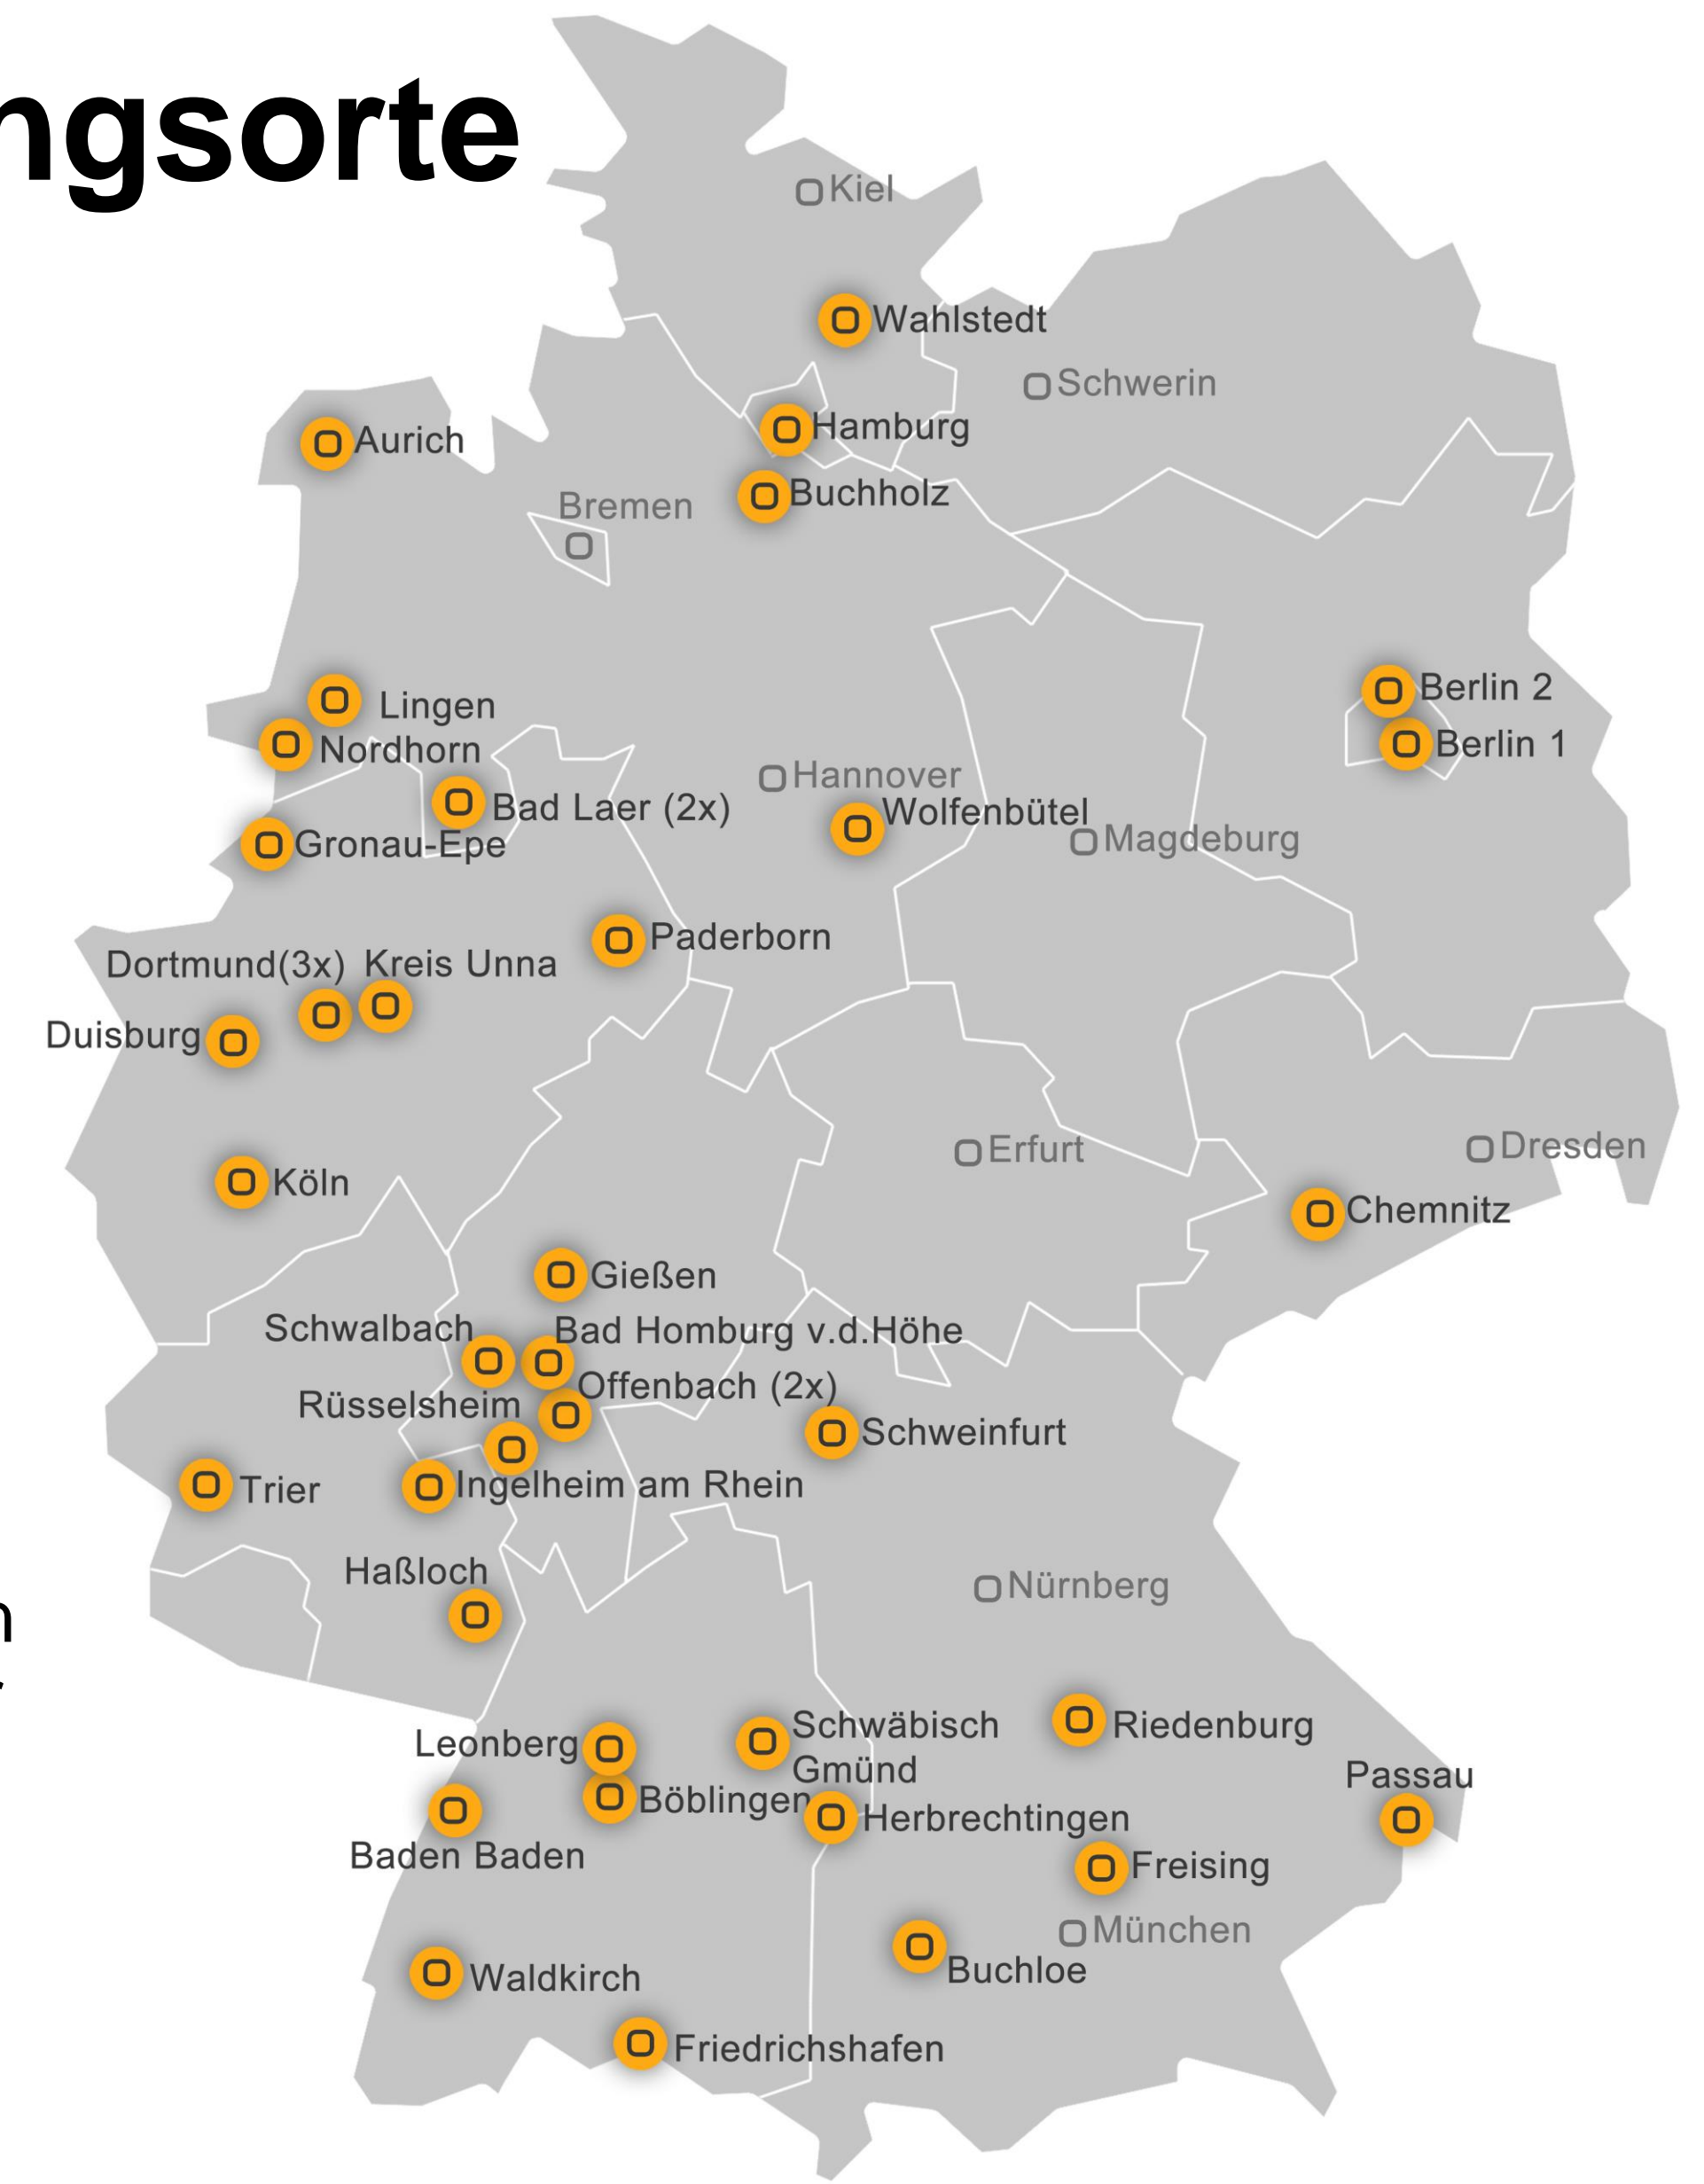 ngsorte
Kiel
Wahlstedt
Schwerin
Hamburg
Aurich
Buchholz
Bremen
Berlin 2
Lingen
Berlin 1
Nordhorn
Hannover
Bad Laer (2x)
Wolfenbütel
Magdeburg
Gronau-Epe
Paderborn
Dortmund(3x)
Kreis Unna
Duisburg
Erfurt
Dresden
Köln
Chemnitz
Gießen
Schwalbach
Bad Homburg v.d.Höhe
Offenbach (2x)
Rüsselsheim
Schweinfurt
Trier
Ingelheim am Rhein
Haßloch
Nürnberg
n
Leonberg
Schwäbisch
Gmünd
Riedenburg
Passau
Böblingen
Herbrechtingen
Baden Baden
Freising
München
Buchloe
Waldkirch
Friedrichshafen